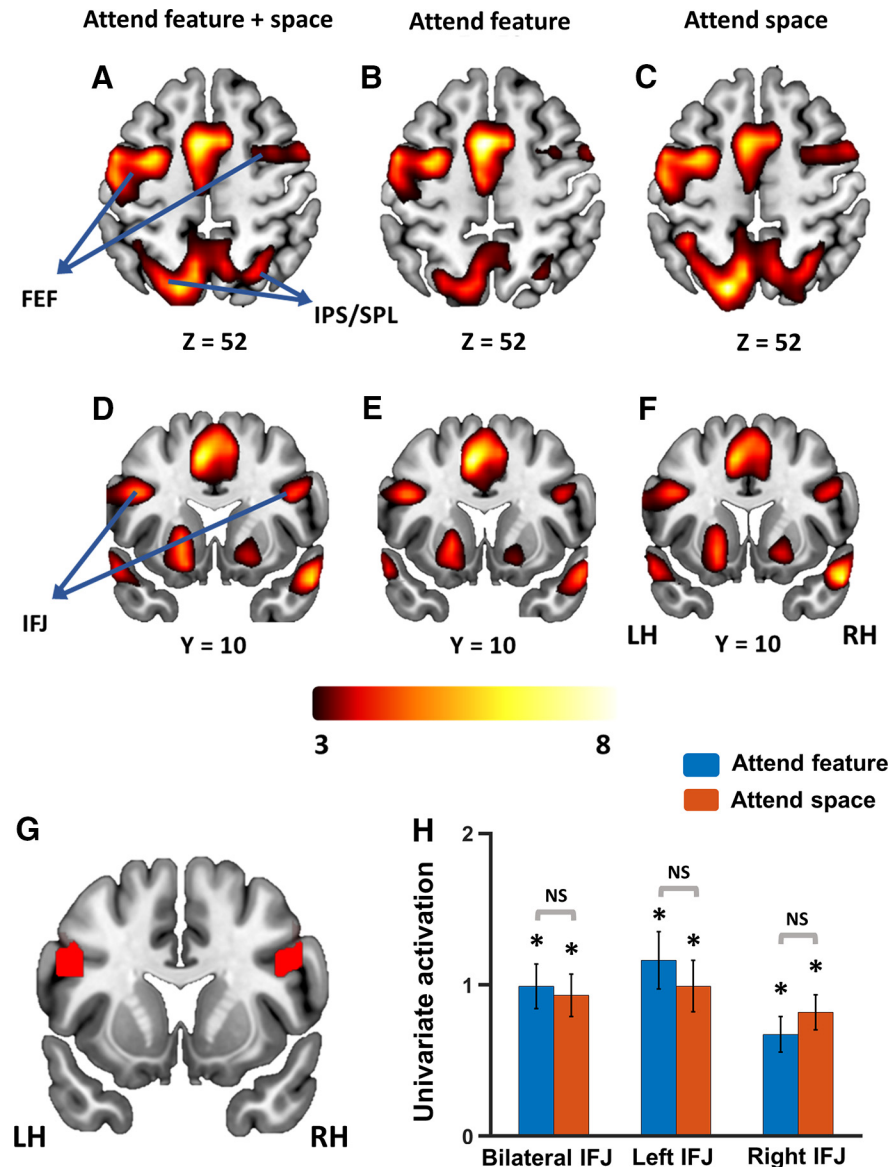 Attend feature + space
Attend feature
Attend space
A
B
C
FEF
IPS/SPL
Z = 52
Z = 52
Z = 52
D
E
F
IFJ
LH
RH
Y = 10
Y = 10
Y = 10
3
8
Attend feature
Attend space
G
H
2
NS
NS
NS
*
*
*
*
*
*
1
0
Univariate activation
LH
RH
Bilateral IFJ
Left IFJ
Right IFJ